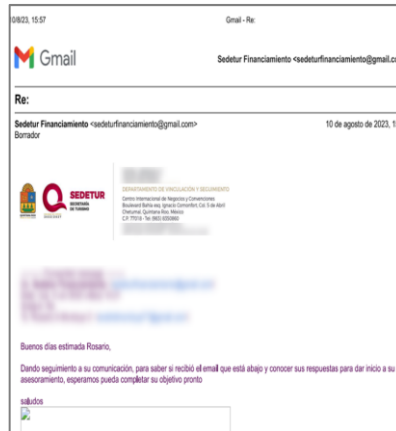 10/8/23, 15:57
Gmail - Re:
Gmail
Sedetur Financiamiento <sedeturfinanciamiento@gmail.co
Re:
Sedetur Financiamiento <sedeturfinanciamiento@gmail.com>
10 de agosto de 2023, 1
Borrador
SEDETUR
SECRETARÍA
DE TURISMO
DEPARTAMENTO DE VINCULACIÓN Y SEGUIMIENTO
Centro Internacional de Negocios y Convenciones
Boulevard Bahía esq. Ignacio Comonfort, Col. 5 de Abril
Chetumal, Quintana Roo, México
Buenos días estimada Rosario,
Dando seguimiento a su comunicación, para saber si recibió el email que está abajo y conocer sus respuestas para dar inicio a su
asesoramiento, esperamos pueda completar su objetivo pronto
saludos